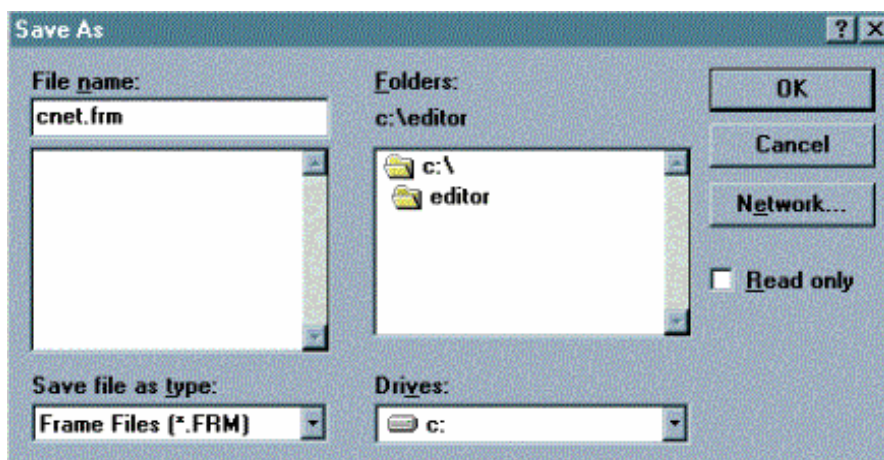 Save As
File name:
cnet.frm
Folders:
c:\editor
c:\
editor
OK
Cancel
Network...
Read only
Save file as type:
Frame Files (*.FRM)
Drives:
c: